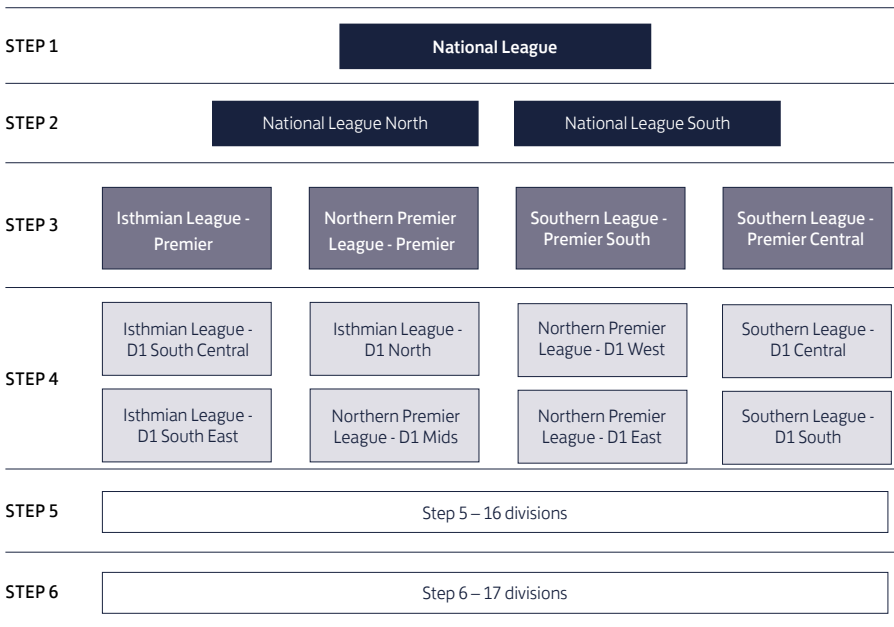 STEP 1
National League
STEP 2
National League North
National League South
STEP 3
Isthmian League -
Premier
Northern Premier
League - Premier
Southern League -
Premier South
Southern League -
Premier Central
STEP 4
Isthmian League -
D1 South Central
Isthmian League -
D1 North
Northern Premier
League - D1 West
Southern League -
D1 Central
Isthmian League -
D1 South East
Northern Premier
League - D1 Mids
Northern Premier
League - D1 East
Southern League -
D1 South
STEP 5
Step 5 – 16 divisions
STEP 6
Step 6 – 17 divisions